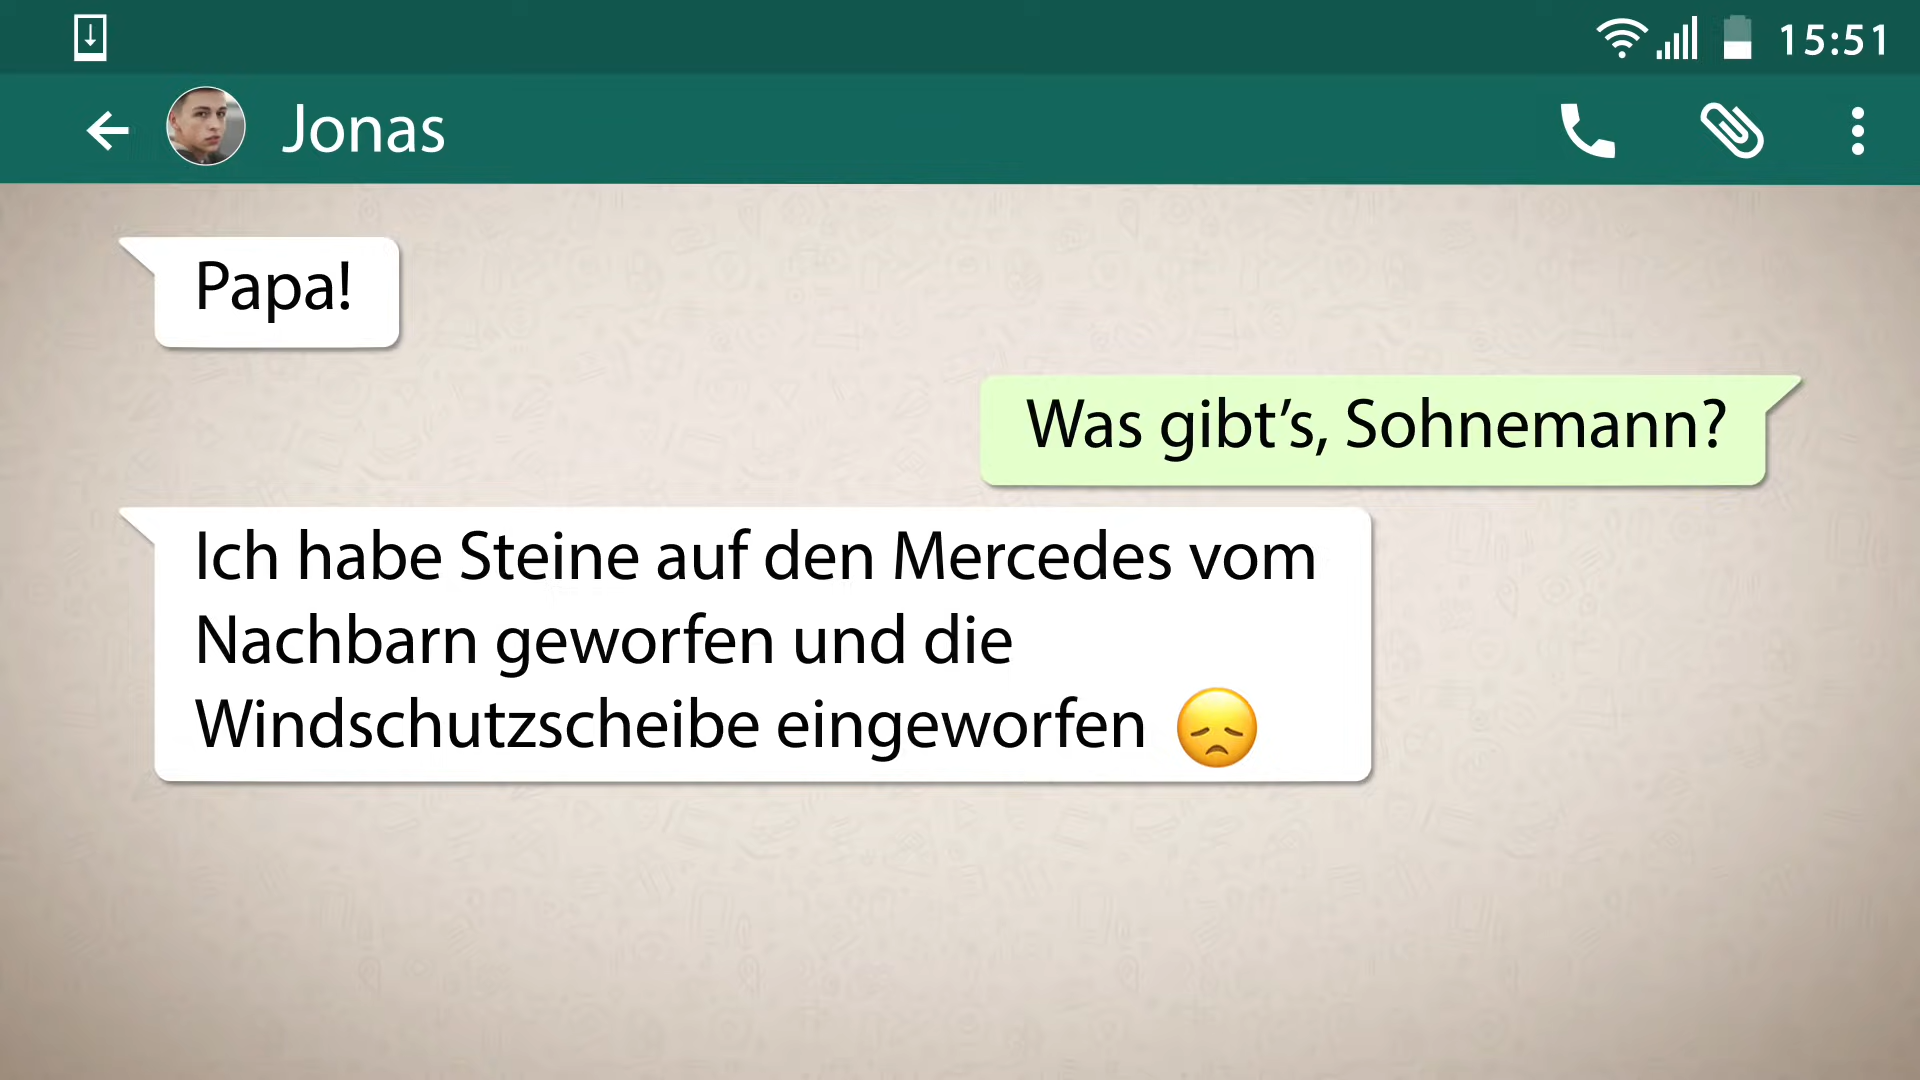 15:51
Jonas
Papa!
Was gibt’s, Sohnemann?
Ich habe Steine auf den Mercedes vom
Nachbarn geworfen und die
Windschutzscheibe eingeworfen 😞